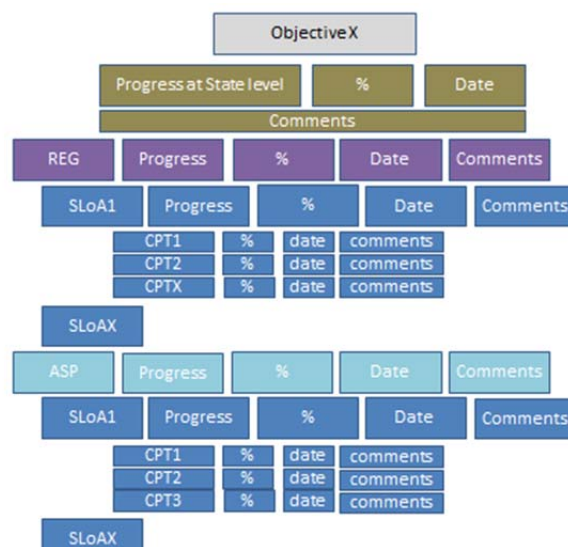 ObjectiveX
Progress at State level % Date
Comments
REG Progress % Date Comments
SLoA1 Progress % Date Comments
CPT1 % date comments
CPT2 % date comments
CPTX % date comments
SLoAX
ASP Progress % Date Comments
SLoA1 Progress % Date Comments
CPT1 % date comments
CPT2 % date comments
CPT3 % date comments
SLoAX